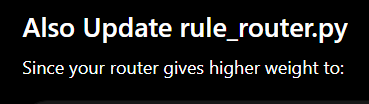 Also Update rule_router.py
Since your router gives higher weight to: